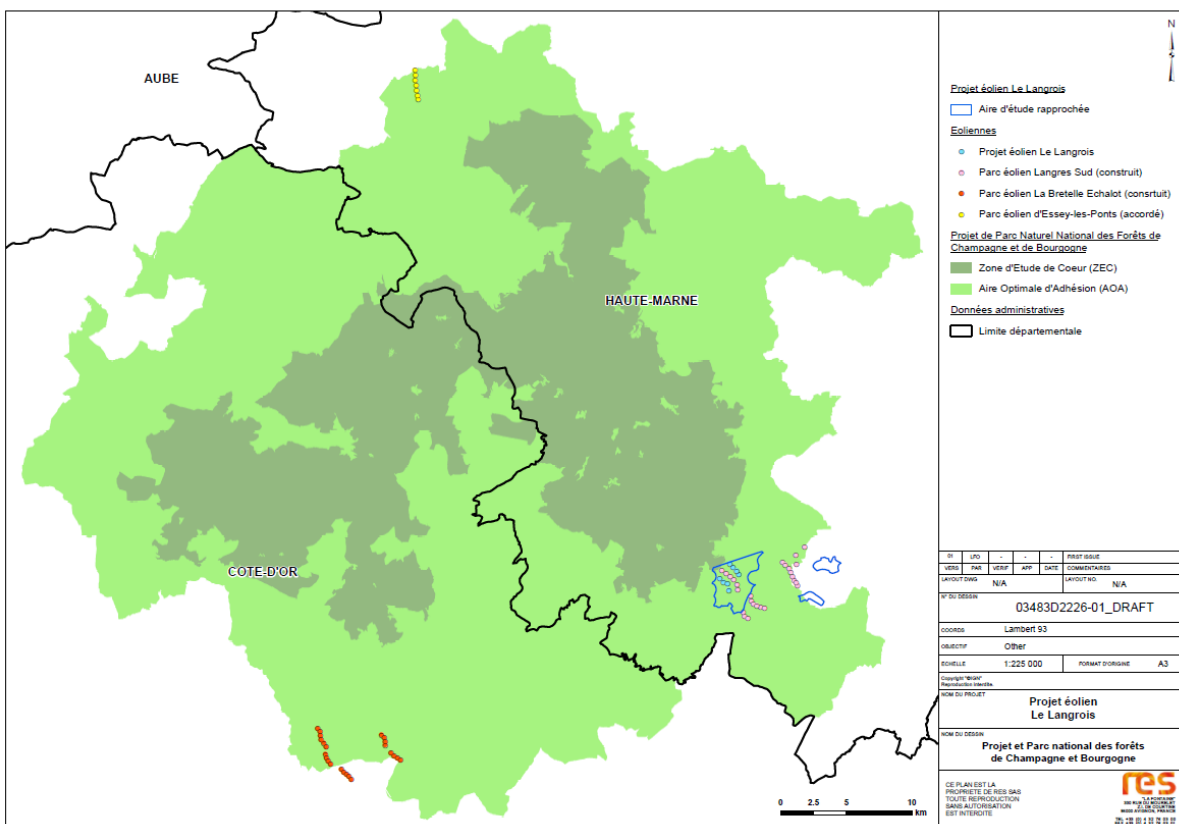 AUBE
HAUTE-MARNE
COTE-D'OR
0 2.5 5 10
km
N
Projet éolien Le Langrois
Aire d'étude rapprochée
Eoliennes
Projet éolien Le Langrois
Parc éolien Langres Sud (construit)
Parc éolien La Bretelle Echalot (consrtuit)
Parc éolien d'Essey-les-Ponts (accordé)
Projet de Parc Naturel National des Forêts de
Champagne et de Bourgogne
Zone d'Etude de Coeur (ZEC)
Aire Optimale d'Adhésion (AOA)
Données administratives
Limite départementale
01 LFO - - - FIRST ISSUE
VERS PAR VERIF APP DATE COMMENTAIRES
LAYOUT DWG N/A LAYOUT NO. N/A
N° DU DESSIN
03483D2226-01_DRAFT
COORDS Lambert 93
OBJECTIF Other
ECHELLE 1:225 000 FORMAT D'ORIGINE A3
Copyright "©IGN"
Reproduction interdite.
NOM DU PROJET
Projet éolien
Le Langrois
NOM DU DESSIN
Projet et Parc national des forêts
de Champagne et Bourgogne
CE PLAN EST LA
PROPRIETE DE RES SAS
TOUTE REPRODUCTION
SANS AUTORISATION
EST INTERDITE
res